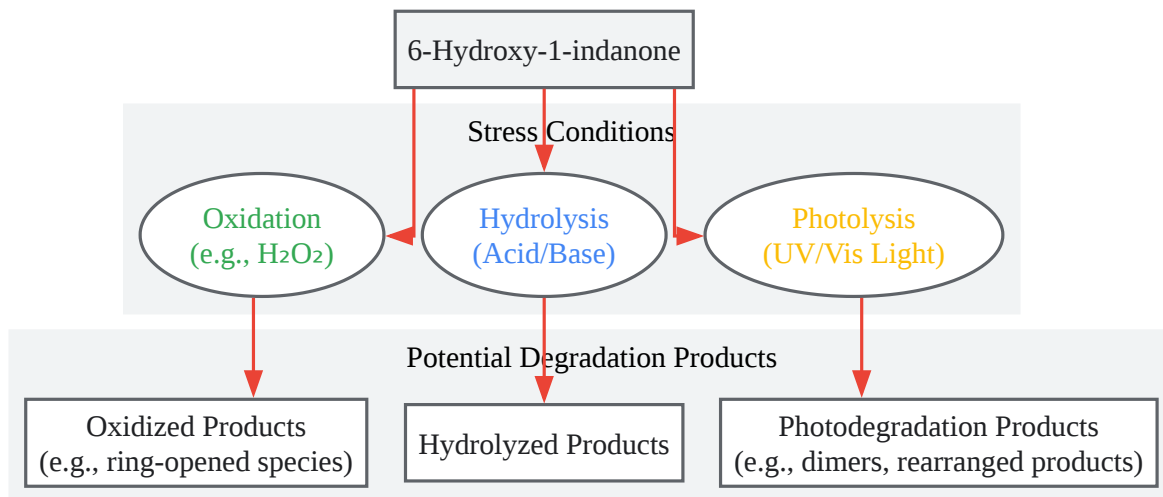 6-Hydroxy-1-indanone
Stress Conditions
Oxidation
(e.g., H₂O₂)
Hydrolysis
(Acid/Base)
Photolysis
(UV/Vis Light)
Potential Degradation Products
Oxidized Products
(e.g., ring-opened species)
Hydrolyzed Products
Photodegradation Products
(e.g., dimers, rearranged products)